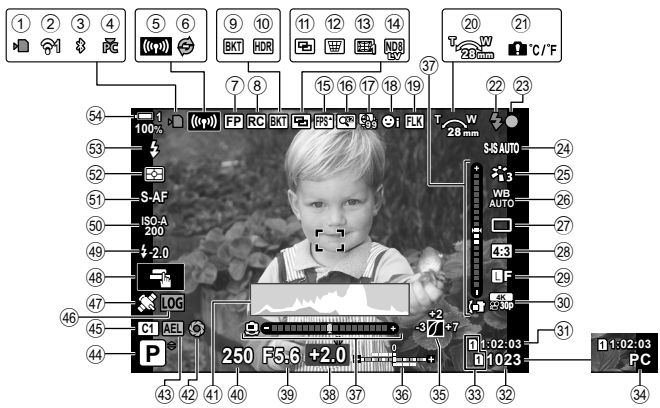 ① ② ③ ④ ⑤ ⑥ ⑨ ⑩ ⑪ ⑫ ⑬ ⑭ ⑳ ㉑
PC BKT HDR ND8 LV T W 28mm °C/°F
⑦ ⑧ ⑮ ⑯ ⑰ ⑱ ⑲ ㊲ ㉒ ㉓
54 1 100% FP RC BKT FPS 99 i FLK T W 28mm
53 S-IS AUTO 24
52 3 25
51 S-AF WB AUTO 26
50 ISO-A 200 27
49 -2.0 4:3 28
48 L F 29
47 LOG 4K 30p 30
46
45 C1 AEL 41 - + -3 +2 +7 1 1:02:03 31 1 1:02:03
44 P 250 F5.6 +2.0 - 0 + 1 1023 PC
43 42 40 39 38 37 36 35 33 32 34